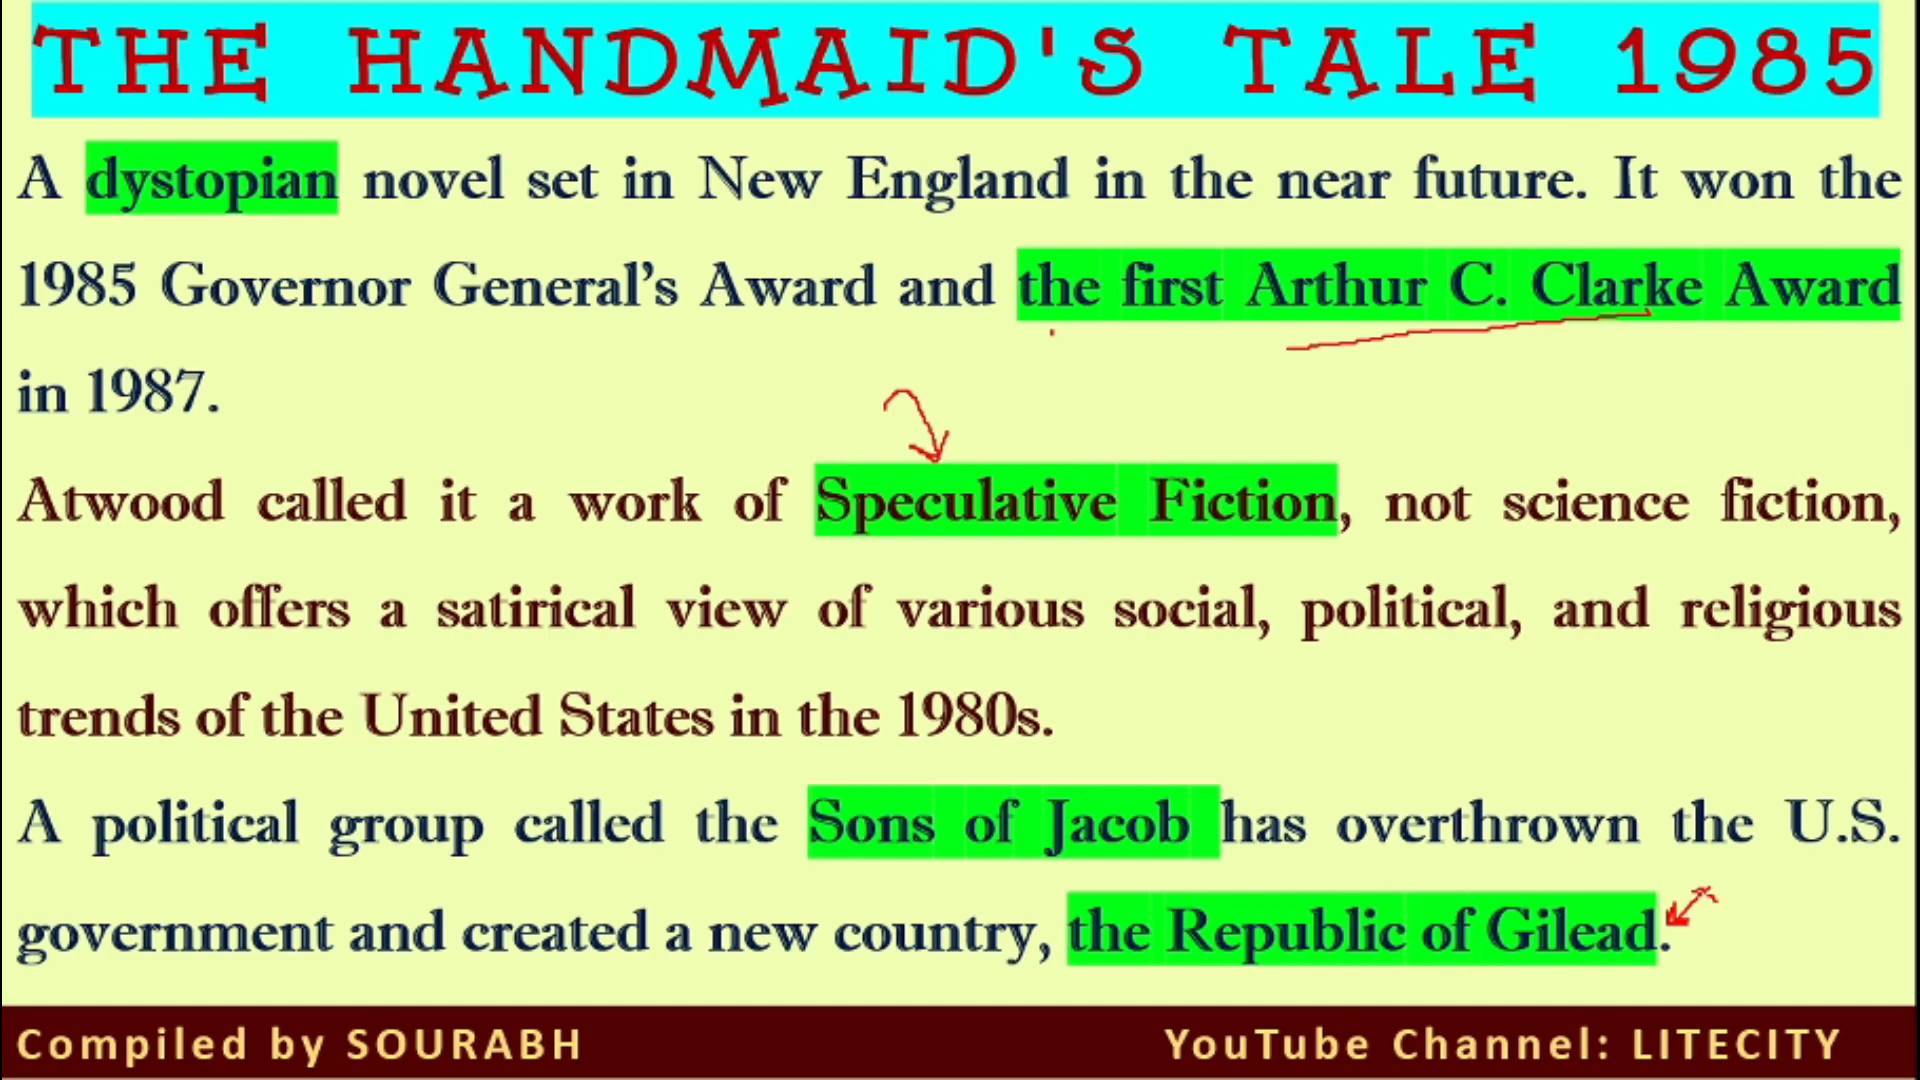 THE HANDMAID'S TALE 1985
A dystopian novel set in New England in the near future. It won the
1985 Governor General’s Award and the first Arthur C. Clarke Award
in 1987.
Atwood called it a work of Speculative Fiction, not science fiction,
which offers a satirical view of various social, political, and religious
trends of the United States in the 1980s.
A political group called the Sons of Jacob has overthrown the U.S.
government and created a new country, the Republic of Gilead.
Compiled by SOURABH
YouTube Channel: LITECITY